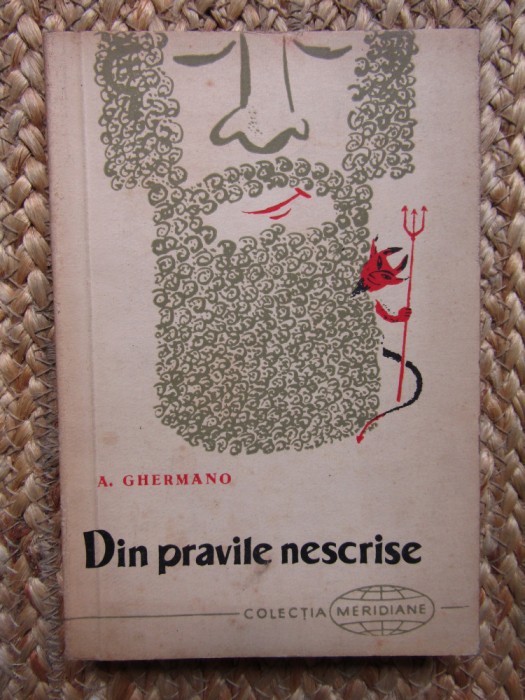 A. GHERMANO
Din pravile nescrise
COLECȚIA MERIDIANE